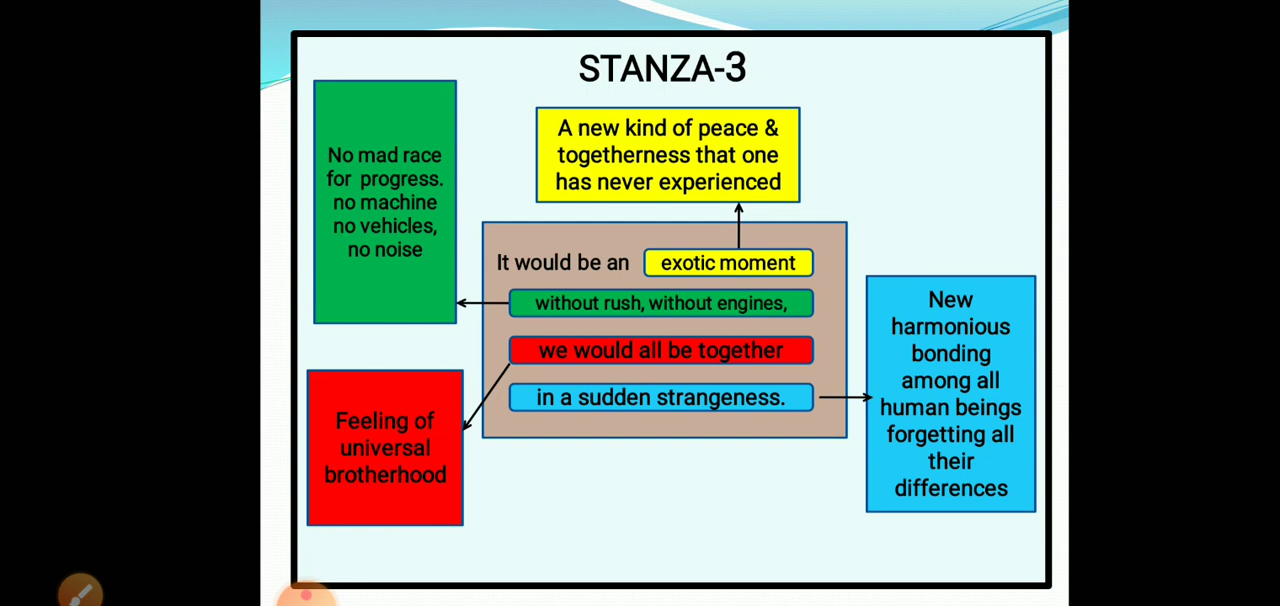 STANZA-3
No mad race
for progress.
no machine
no vehicles,
no noise
A new kind of peace &
togetherness that one
has never experienced
It would be an exotic moment
without rush, without engines,
we would all be together
in a sudden strangeness.
Feeling of
universal
brotherhood
New
harmonious
bonding
among all
human beings
forgetting all
their
differences